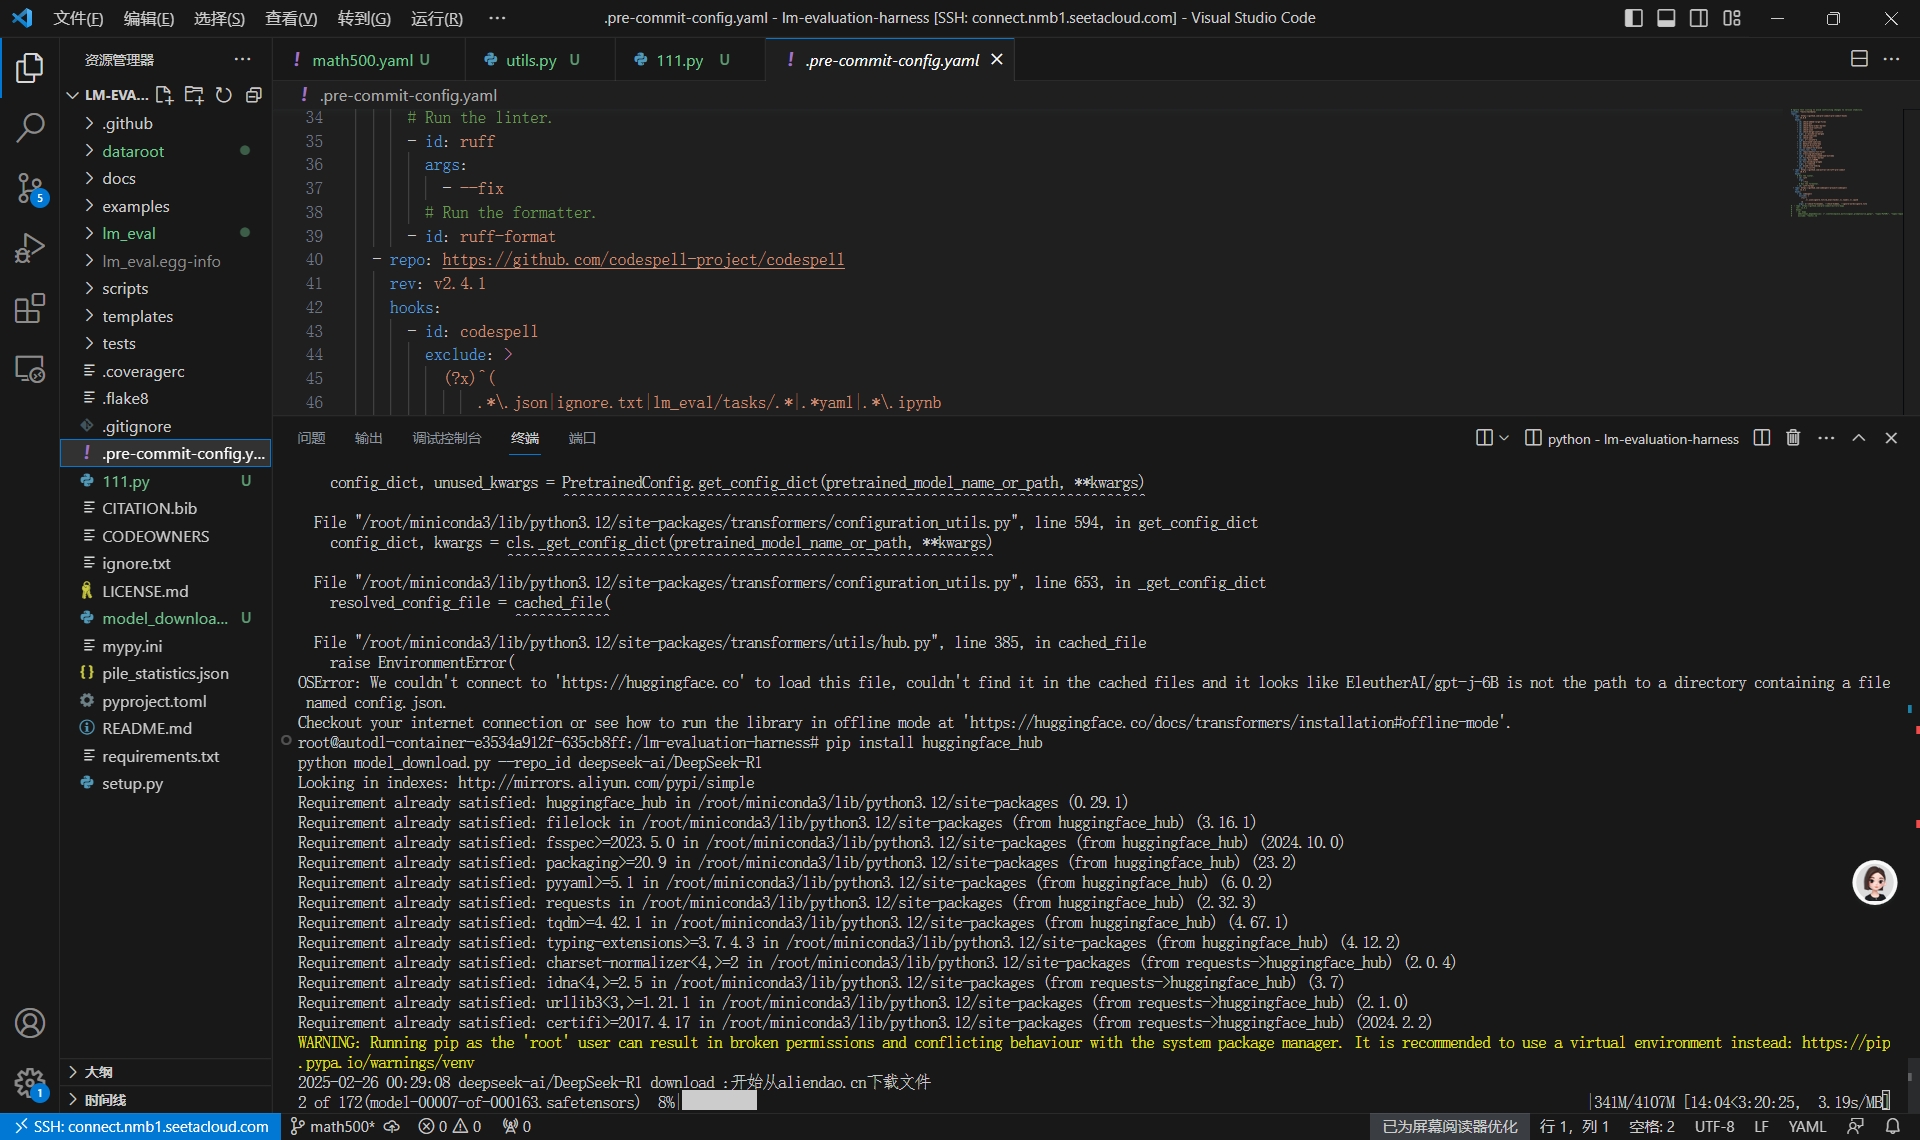 文件(F) 编辑(E) 选择(S) 查看(V) 转到(G) 运行(R) ··· .pre-commit-config.yaml - lm-evaluation-harness [SSH: connect.nmb1.seetacloud.com] - Visual Studio Code
资源管理器 ···
! math500.yaml U utils.py U 111.py U ! .pre-commit-config.yaml
LM-EVA...
! .pre-commit-config.yaml
.github
dataroot
docs
examples
lm_eval
lm_eval.egg-info
scripts
templates
tests
.coveragerc
.flake8
.gitignore
! .pre-commit-config.y...
111.py U
CITATION.bib
CODEOWNERS
ignore.txt
LICENSE.md
model_downloa... U
mypy.ini
pile_statistics.json
pyproject.toml
README.md
requirements.txt
setup.py
大纲
时间线
5
1
34 # Run the linter.
35 - id: ruff
36 args:
37 - --fix
38 # Run the formatter.
39 - id: ruff-format
40 - repo: https://github.com/codespell-project/codespell
41 rev: v2.4.1
42 hooks:
43 - id: codespell
44 exclude: >
45 (?x)^(
46 .*\.json|ignore.txt|lm_eval/tasks/.*|.*yaml|.*\.ipynb
问题 输出 调试控制台 终端 端口 python - lm-evaluation-harness
config_dict, unused_kwargs = PretrainedConfig.get_config_dict(pretrained_model_name_or_path, **kwargs)
File "/root/miniconda3/lib/python3.12/site-packages/transformers/configuration_utils.py", line 594, in get_config_dict
config_dict, kwargs = cls._get_config_dict(pretrained_model_name_or_path, **kwargs)
File "/root/miniconda3/lib/python3.12/site-packages/transformers/configuration_utils.py", line 653, in _get_config_dict
resolved_config_file = cached_file(
File "/root/miniconda3/lib/python3.12/site-packages/transformers/utils/hub.py", line 385, in cached_file
raise EnvironmentError(
OSError: We couldn't connect to 'https://huggingface.co' to load this file, couldn't find it in the cached files and it looks like EleutherAI/gpt-j-6B is not the path to a directory containing a file
named config.json.
Checkout your internet connection or see how to run the library in offline mode at 'https://huggingface.co/docs/transformers/installation#offline-mode'.
root@autodl-container-e3534a912f-635cb8ff:/lm-evaluation-harness# pip install huggingface_hub
python model_download.py --repo_id deepseek-ai/DeepSeek-R1
Looking in indexes: http://mirrors.aliyun.com/pypi/simple
Requirement already satisfied: huggingface_hub in /root/miniconda3/lib/python3.12/site-packages (0.29.1)
Requirement already satisfied: filelock in /root/miniconda3/lib/python3.12/site-packages (from huggingface_hub) (3.16.1)
Requirement already satisfied: fsspec>=2023.5.0 in /root/miniconda3/lib/python3.12/site-packages (from huggingface_hub) (2024.10.0)
Requirement already satisfied: packaging>=20.9 in /root/miniconda3/lib/python3.12/site-packages (from huggingface_hub) (23.2)
Requirement already satisfied: pyyaml>=5.1 in /root/miniconda3/lib/python3.12/site-packages (from huggingface_hub) (6.0.2)
Requirement already satisfied: requests in /root/miniconda3/lib/python3.12/site-packages (from huggingface_hub) (2.32.3)
Requirement already satisfied: tqdm>=4.42.1 in /root/miniconda3/lib/python3.12/site-packages (from huggingface_hub) (4.67.1)
Requirement already satisfied: typing-extensions>=3.7.4.3 in /root/miniconda3/lib/python3.12/site-packages (from huggingface_hub) (4.12.2)
Requirement already satisfied: charset-normalizer<4,>=2 in /root/miniconda3/lib/python3.12/site-packages (from requests->huggingface_hub) (2.0.4)
Requirement already satisfied: idna<4,>=2.5 in /root/miniconda3/lib/python3.12/site-packages (from requests->huggingface_hub) (3.7)
Requirement already satisfied: urllib3<3,>=1.21.1 in /root/miniconda3/lib/python3.12/site-packages (from requests->huggingface_hub) (2.1.0)
Requirement already satisfied: certifi>=2017.4.17 in /root/miniconda3/lib/python3.12/site-packages (from requests->huggingface_hub) (2024.2.2)
WARNING: Running pip as the 'root' user can result in broken permissions and conflicting behaviour with the system package manager. It is recommended to use a virtual environment instead: https://pip
.pypa.io/warnings/venv
2025-02-26 00:29:08 deepseek-ai/DeepSeek-R1 download :开始从aliendao.cn下载文件
2 of 172(model-00007-of-000163.safetensors) 8%| |341M/4107M [14:04<3:20:25, 3.19s/MB]
SSH: connect.nmb1.seetacloud.com math500* 0 0 0 已为屏幕阅读器优化 行 1，列 1 空格: 2 UTF-8 LF YAML